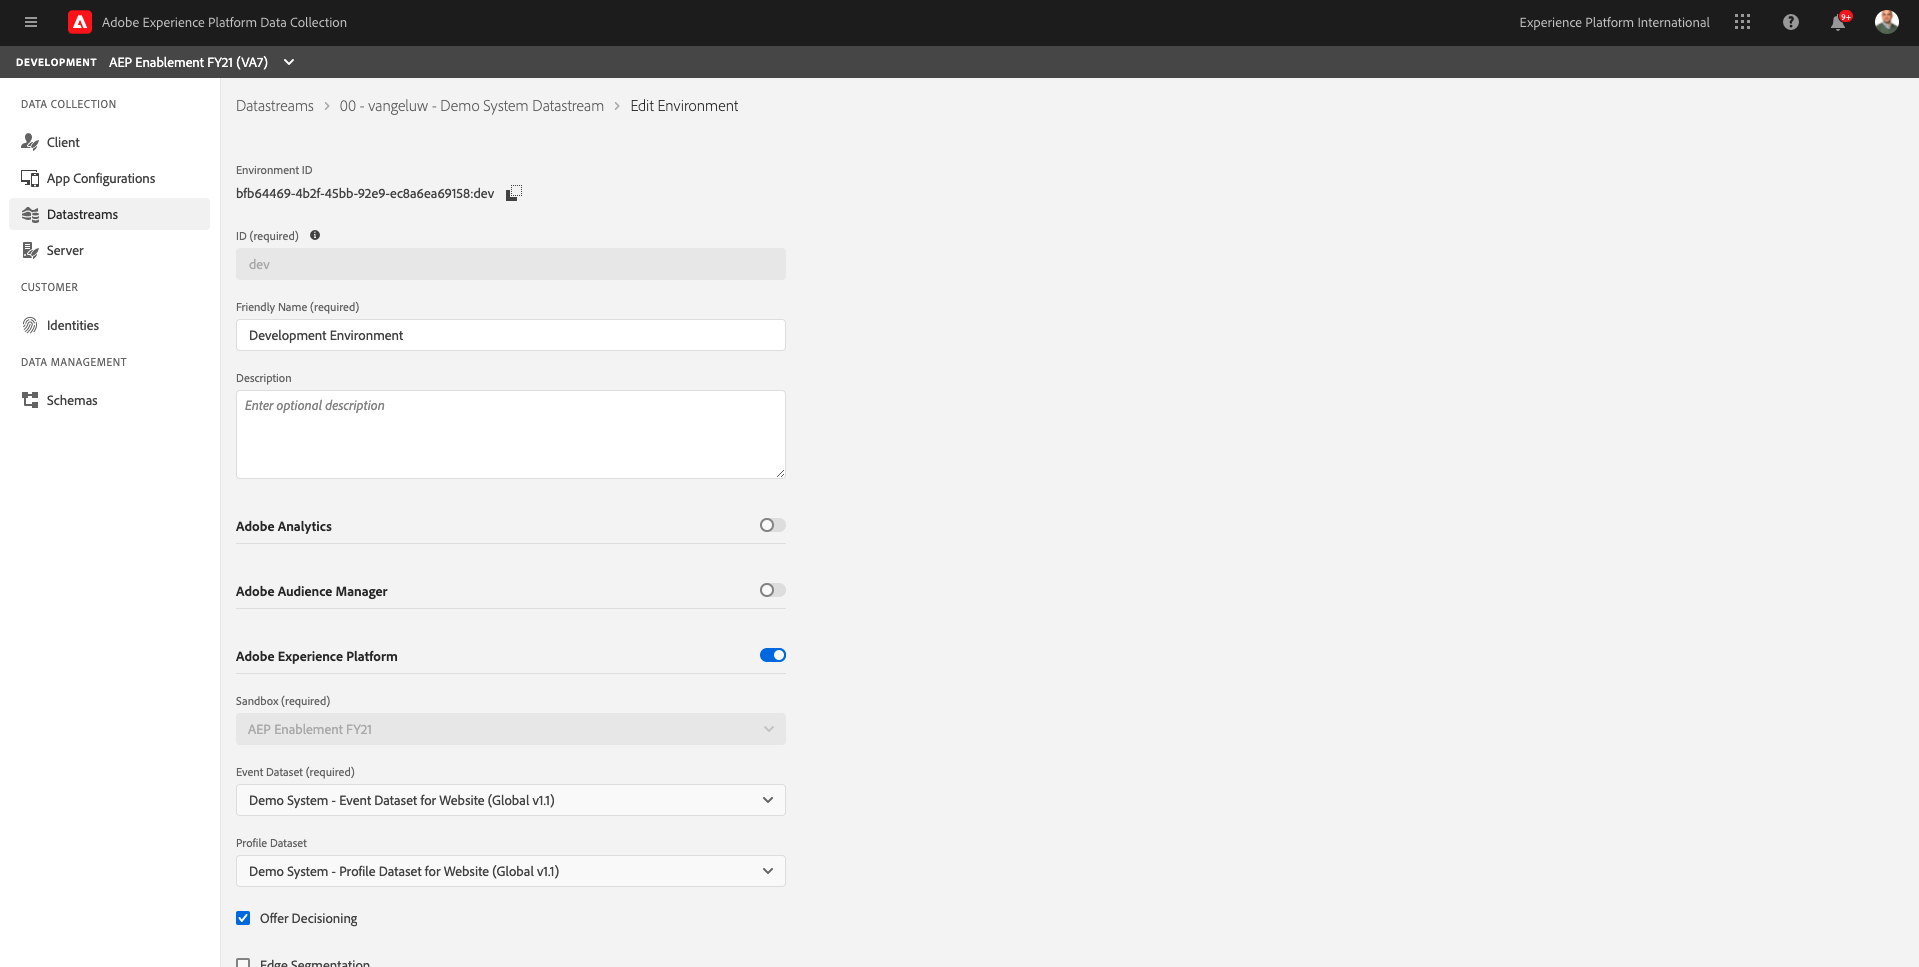 Adobe Experience Platform Data Collection
Experience Platform International
9+
DEVELOPMENT AEP Enablement FY21 (VA7)
DATA COLLECTION
Client
App Configurations
Datastreams
Server
CUSTOMER
Identities
DATA MANAGEMENT
Schemas
Datastreams > 00 - vangeluw - Demo System Datastream > Edit Environment
Environment ID
bfb64469-4b2f-45bb-92e9-ec8a6ea69158:dev
ID (required)
dev
Friendly Name (required)
Development Environment
Description
Enter optional description
Adobe Analytics
Adobe Audience Manager
Adobe Experience Platform
Sandbox (required)
AEP Enablement FY21
Event Dataset (required)
Demo System - Event Dataset for Website (Global v1.1)
Profile Dataset
Demo System - Profile Dataset for Website (Global v1.1)
Offer Decisioning
Edge Segmentation